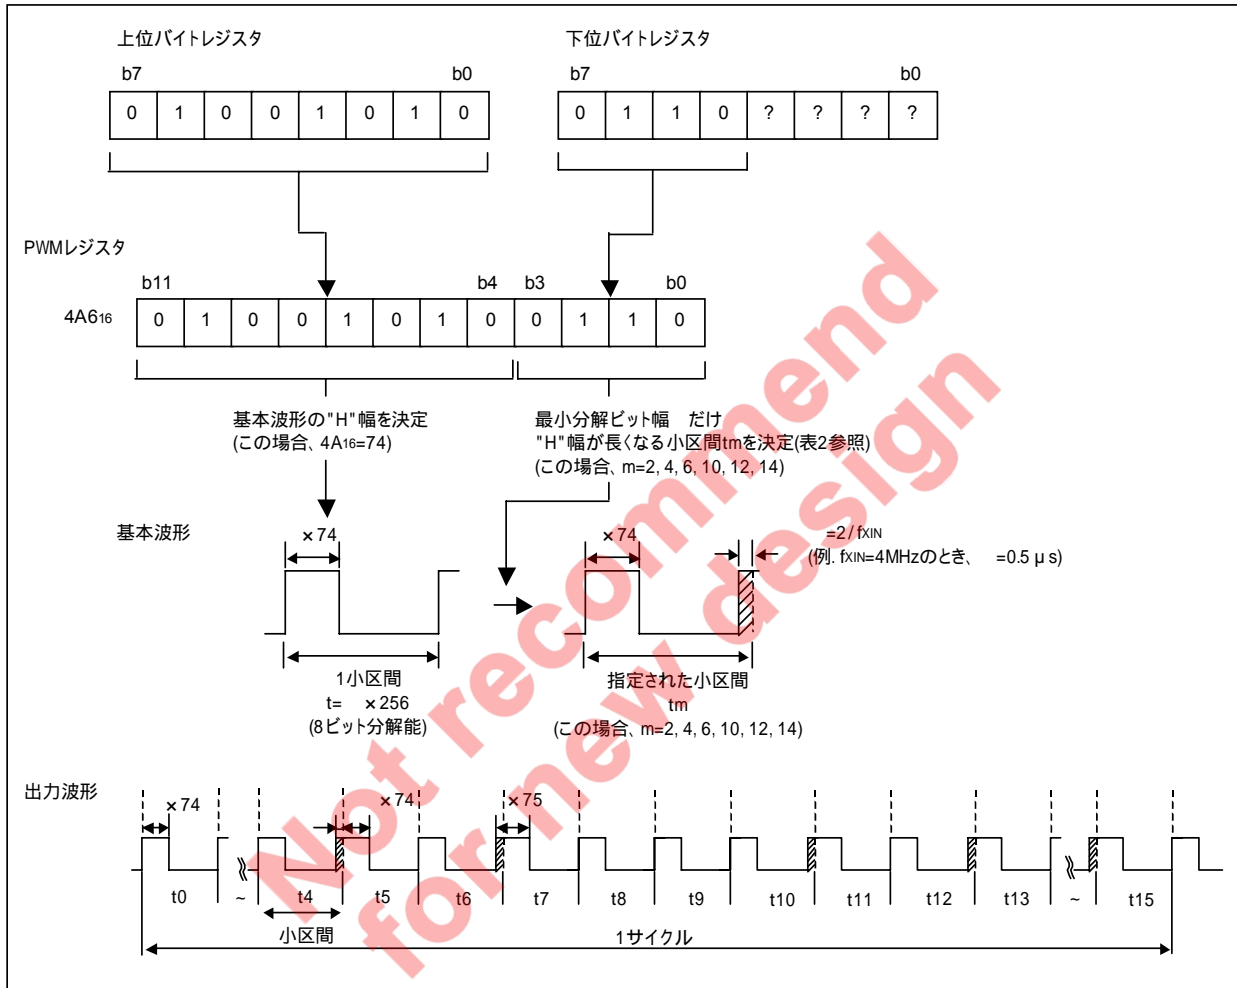 上位バイトレジスタ 下位バイトレジスタ
b7 b0 b7 b0
0 1 0 0 1 0 1 0 0 1 1 0 ? ? ? ?
PWMレジスタ
b11 b4 b3 b0
4A616 0 1 0 0 1 0 1 0 0 1 1 0
基本波形の"H"幅を決定
(この場合、4A16=74)
最小分解ビット幅 だけ
"H"幅が長くなる小区間tmを決定(表2参照)
(この場合、m=2, 4, 6, 10, 12, 14)
基本波形
×74 ×74 =2/fXIN
(例. fXIN=4MHzのとき、 =0.5μs)
1小区間
t= ×256
(8ビット分解能)
指定された小区間
tm
(この場合、m=2, 4, 6, 10, 12, 14)
出力波形
×74 ×74 ×75
t0 ~ t4 t5 t6 t7 t8 t9 t10 t11 t12 t13 ~ t15
小区間
1サイクル
Not recommend
for new design